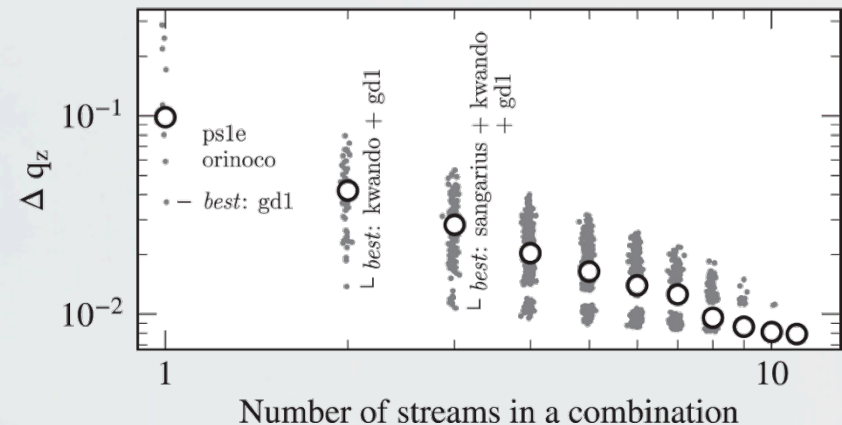 10⁻¹
10⁻²
Δ q_z
ps1e
orinoco
– best: gd1
best: kwando + gd1
best: sangarius + kwando
+ gd1
1
10
Number of streams in a combination